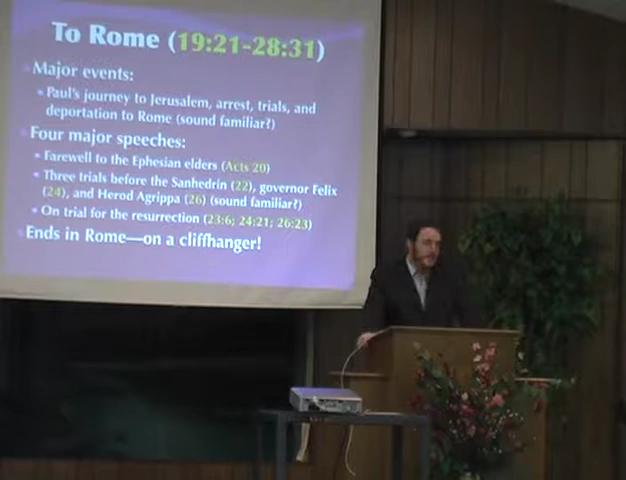 To Rome (19:21-28:31)
Major events:
Paul's journey to Jerusalem, arrest, trials, and
deportation to Rome (sound familiar?)
Four major speeches:
Farewell to the Ephesian elders (Acts 20)
Three trials before the Sanhedrin (22), governor Felix
(24), and Herod Agrippa (26) (sound familiar?)
On trial for the resurrection (23:6; 24:21; 26:23)
Ends in Rome—on a cliffhanger!